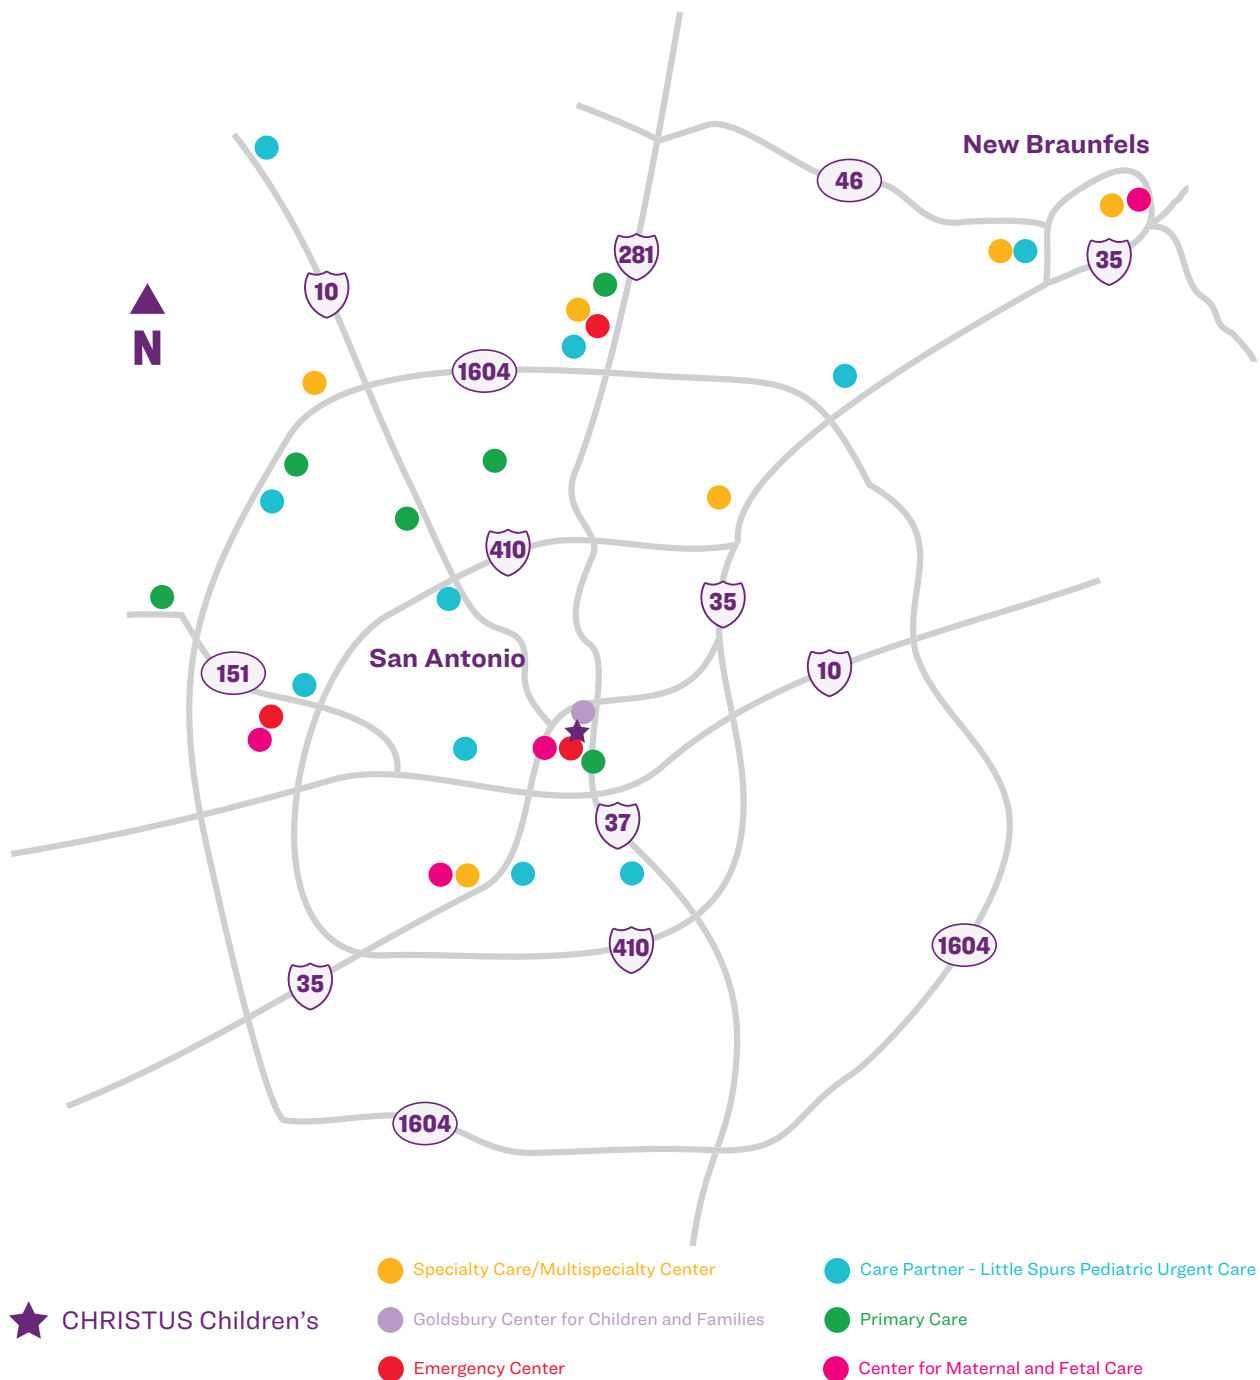 New Braunfels
46
281
35
10
N
1604
410
35
San Antonio
151
10
37
410
1604
35
1604
Specialty Care/Multispecialty Center
Care Partner - Little Spurs Pediatric Urgent Care
CHRISTUS Children's
Goldsbury Center for Children and Families
Primary Care
Emergency Center
Center for Maternal and Fetal Care